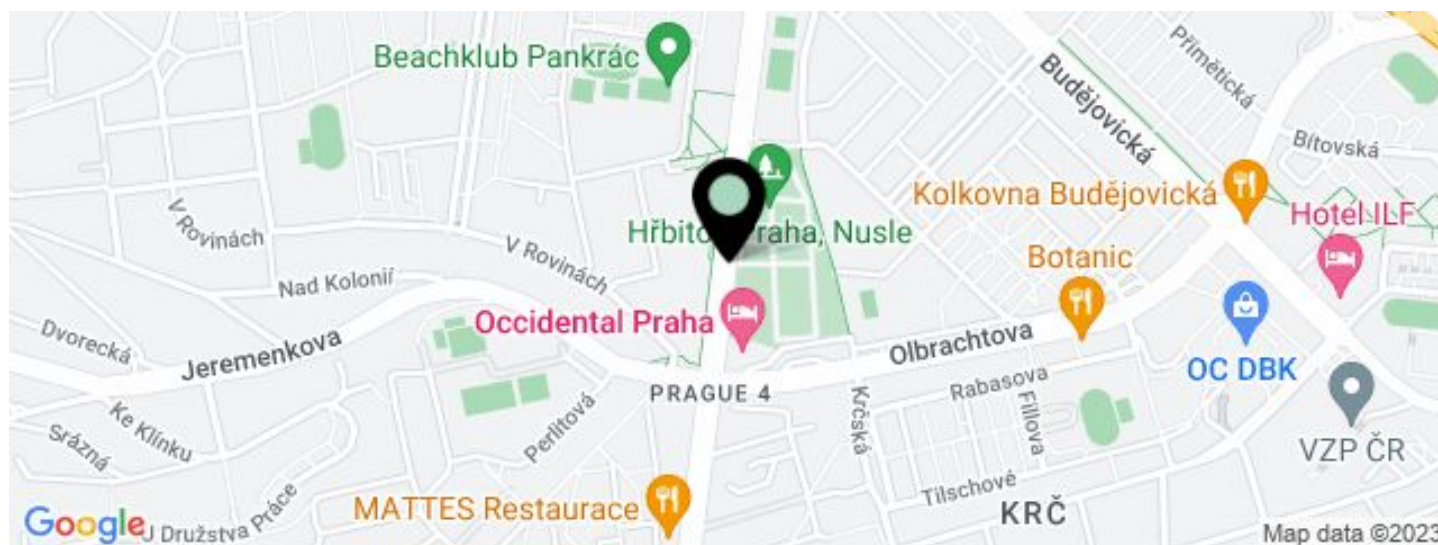 Beachklub Pankrác
Přímětická
Budějovická
Bítovská
Kolkovna Budějovická
V Rovinách
Hřbitov Praha, Nusle
Hotel ILF
V Rovinách
Botanic
Nad Kolonií
Occidental Praha
Dvorecká
Jeremenkova
Olbrachtova
OC DBK
PRAGUE 4
Rabasova
Krčská
Fillova
Ke Klínku
Perlitová
Srázná
VZP ČR
Tilschové
MATTES Restaurace
KRČ
Google
U Družstva Práce
Map data ©2023